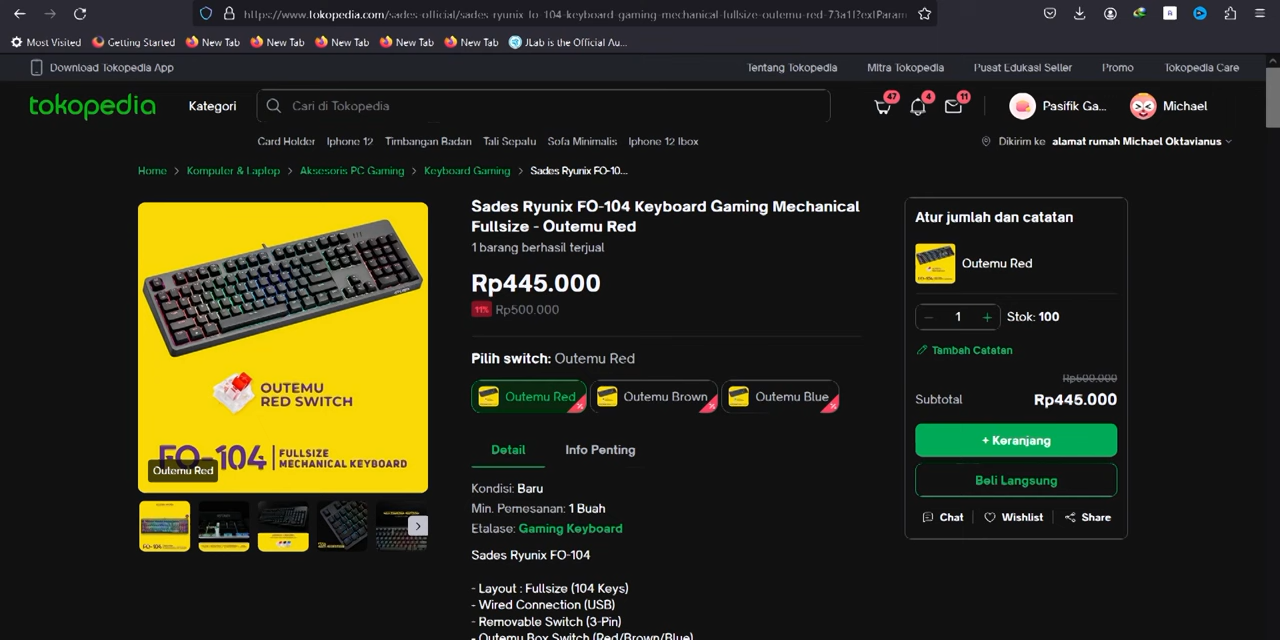 https://www.tokopedia.com/sades-official/sades-ryunix-fo-104-keyboard-gaming-mechanical-fullsize-outemu-red-73a1f?extParam
Most Visited
Getting Started
New Tab
New Tab
New Tab
New Tab
New Tab
JLab is the Official Au...
Download Tokopedia App
Tentang Tokopedia
Mitra Tokopedia
Pusat Edukasi Seller
Promo
Tokopedia Care
tokopedia
Kategori
Cari di Tokopedia
47
4
11
Pasifik Ga...
Michael
Card Holder
Iphone 12
Timbangan Badan
Tali Sepatu
Sofa Minimalis
Iphone 12 Ibox
Dikirim ke alamat rumah Michael Oktavianus
Home > Komputer & Laptop > Aksesoris PC Gaming > Keyboard Gaming > Sades Ryunix FO-10...
OUTEMU
RED SWITCH
FO-104
FULLSIZE
MECHANICAL KEYBOARD
Outemu Red
Sades Ryunix FO-104 Keyboard Gaming Mechanical
Fullsize - Outemu Red
1 barang berhasil terjual
Rp445.000
11% Rp500.000
Pilih switch: Outemu Red
Outemu Red
Outemu Brown
Outemu Blue
Detail
Info Penting
Kondisi: Baru
Min. Pemesanan: 1 Buah
Etalase: Gaming Keyboard
Sades Ryunix FO-104
- Layout : Fullsize (104 Keys)
- Wired Connection (USB)
- Removable Switch (3-Pin)
- Outemu Box Switch (Red/Brown/Blue)
Atur jumlah dan catatan
Outemu Red
− 1 + Stok: 100
Tambah Catatan
Rp500.000
Subtotal Rp445.000
+ Keranjang
Beli Langsung
Chat
Wishlist
Share